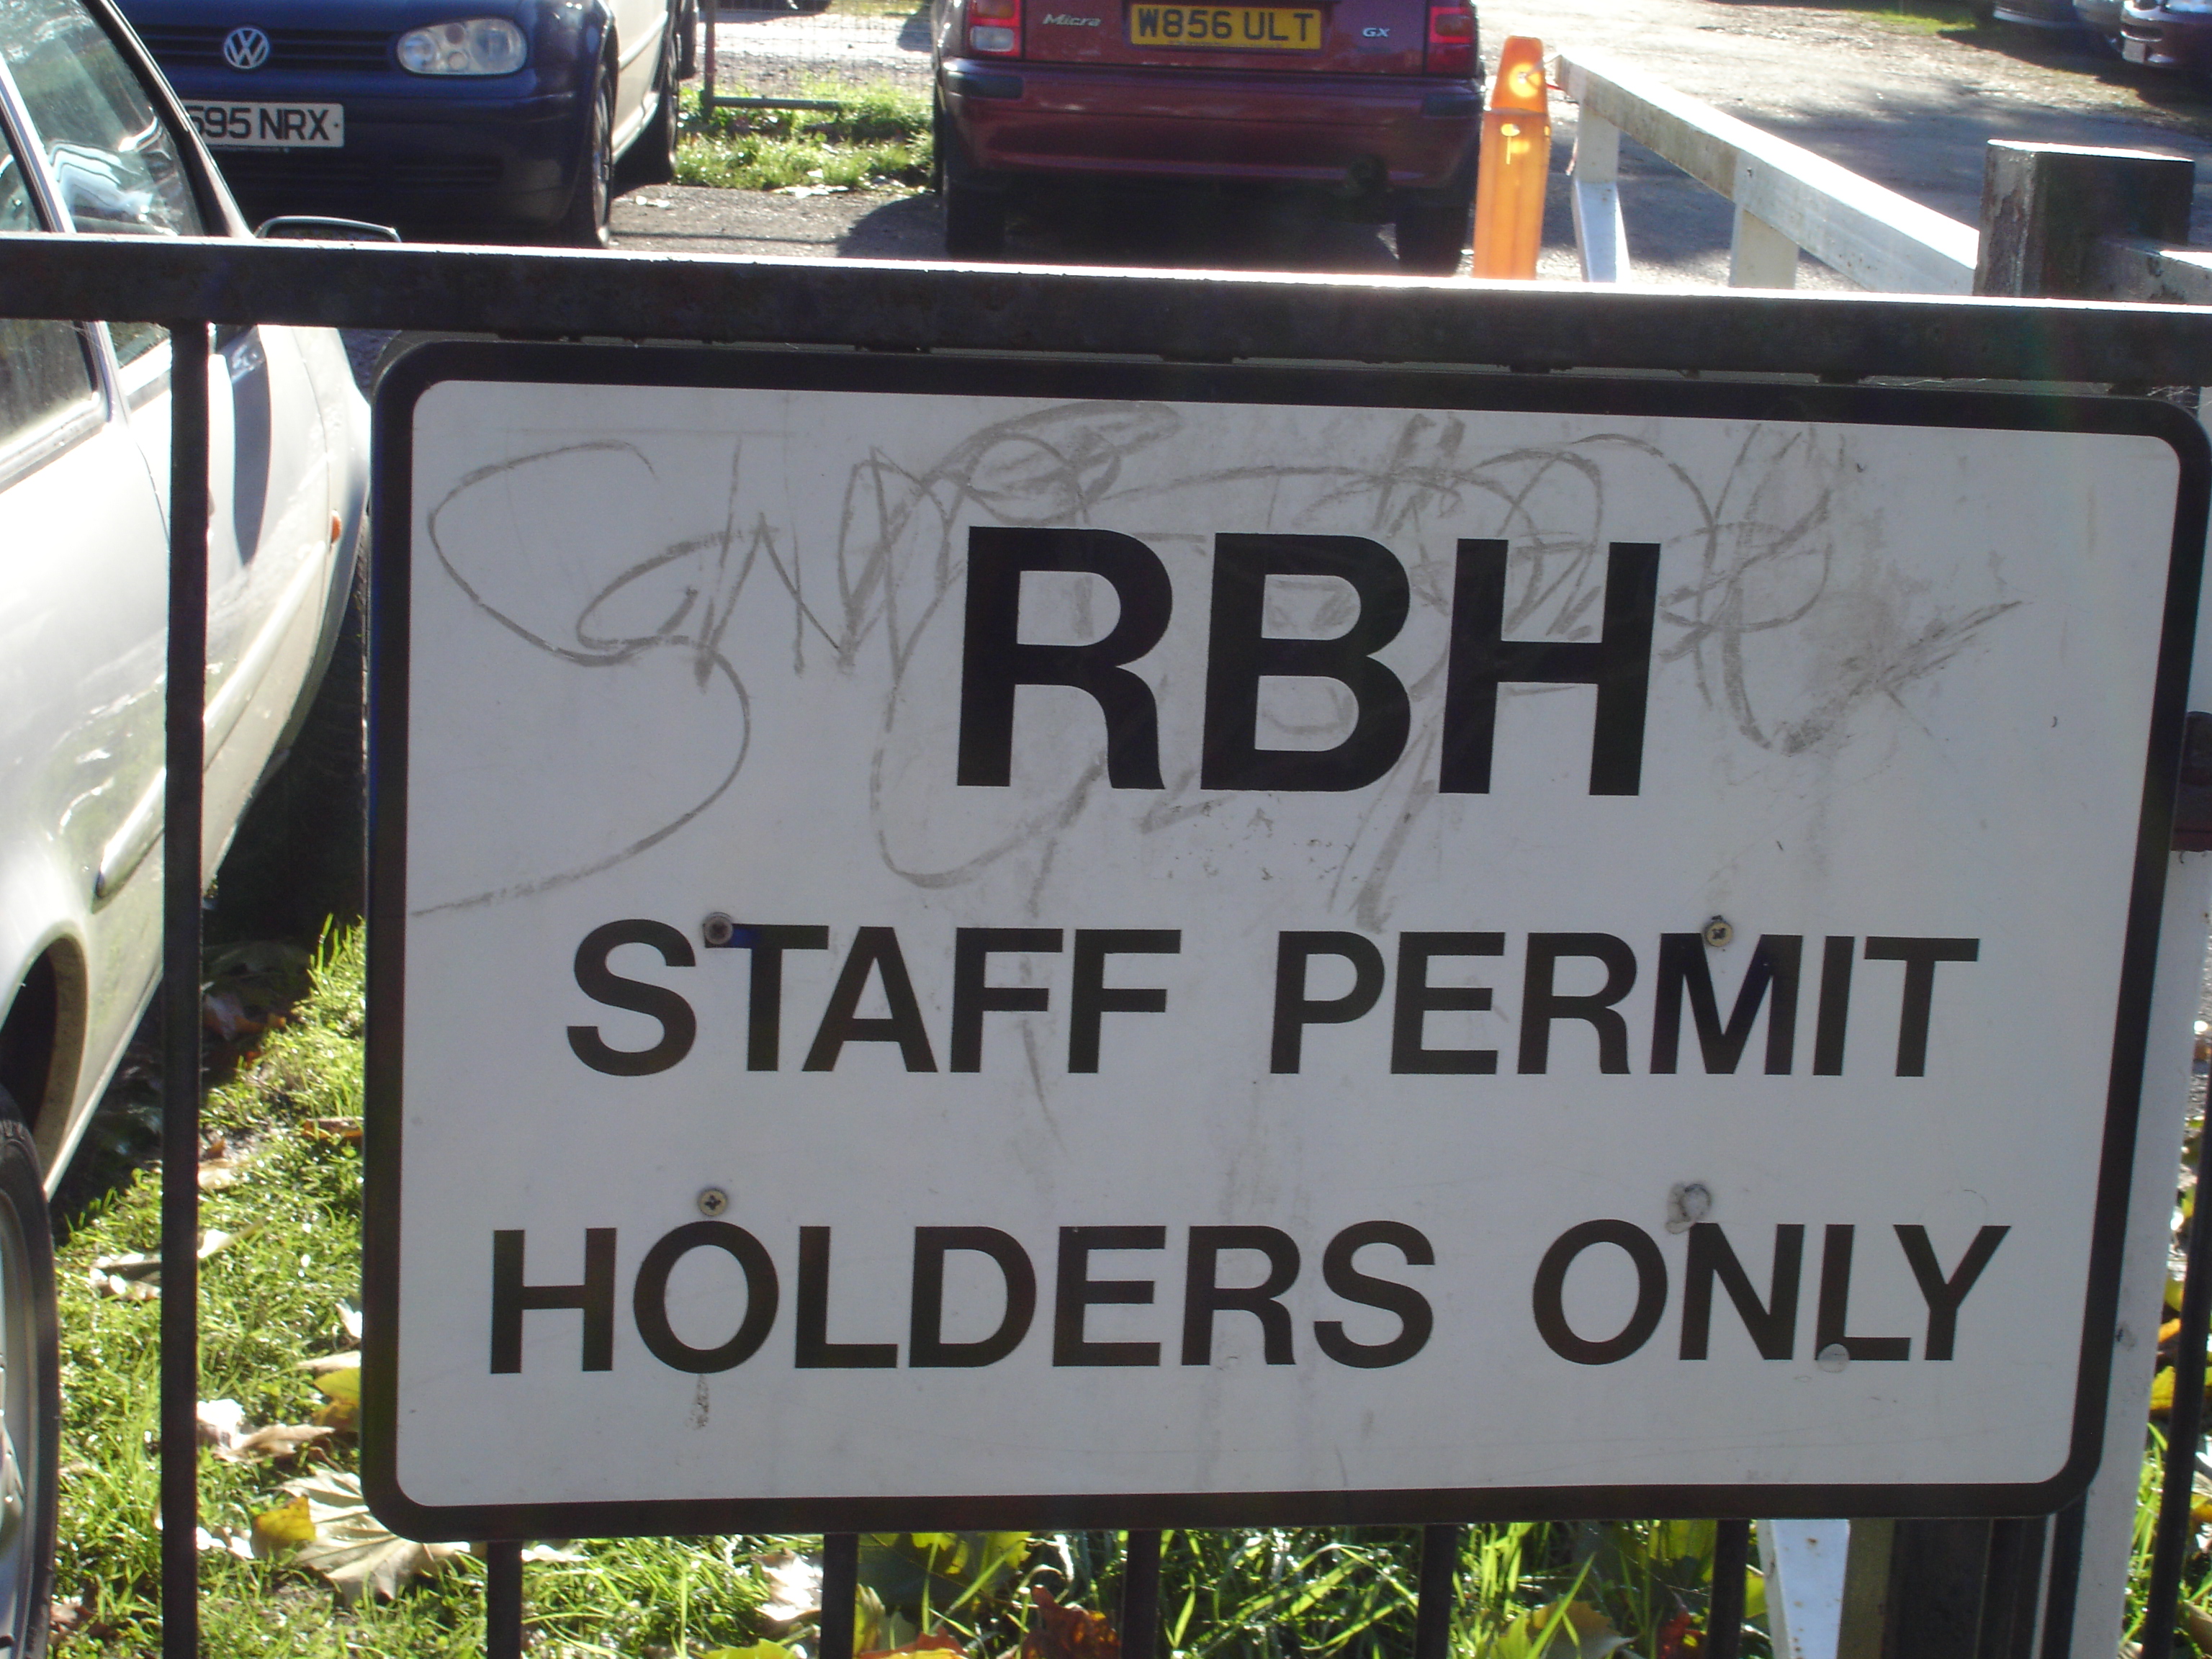 Micra W856 ULT GX
595 NRX
RBH
STAFF PERMIT
HOLDERS ONLY